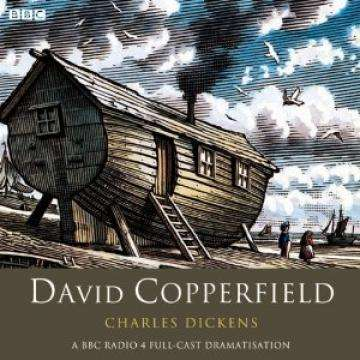 BBC
DAVID COPPERFIELD
CHARLES DICKENS
A BBC RADIO 4 FULL-CAST DRAMATISATION